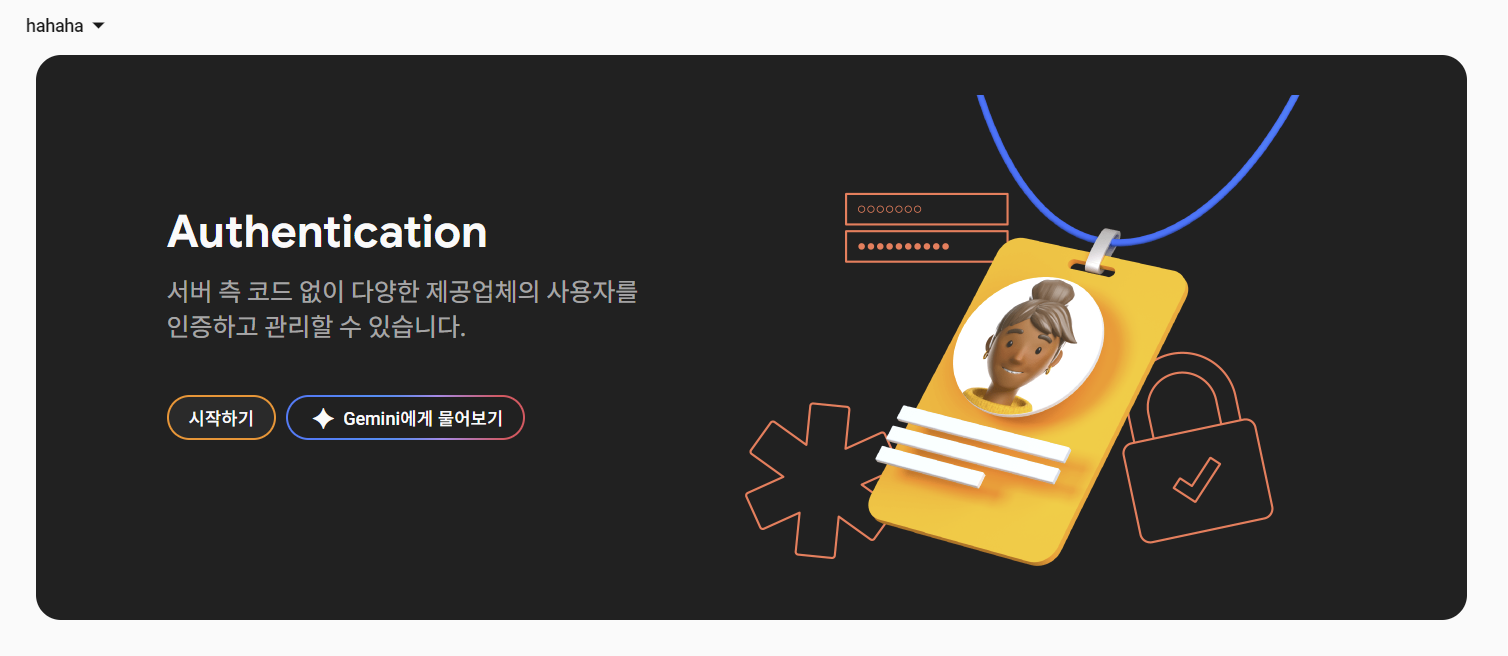 hahaha
Authentication
서버 측 코드 없이 다양한 제공업체의 사용자를
인증하고 관리할 수 있습니다.
시작하기
Gemini에게 물어보기